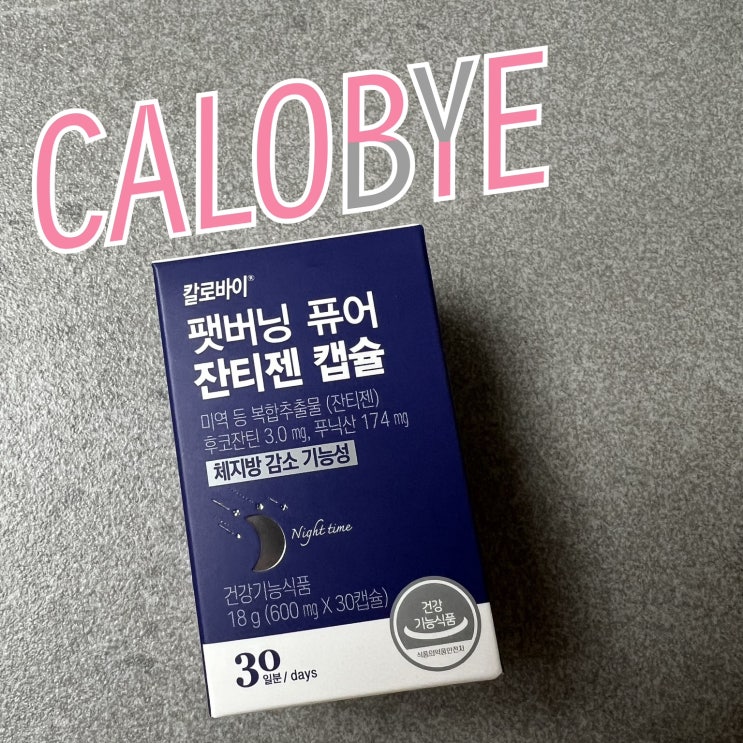 CALOBYE
칼로바이®
팻버닝 퓨어
잔티젠 캡슐
미역 등 복합추출물 (잔티젠)
후코잔틴 3.0 mg, 푸닉산 174 mg
체지방 감소 기능성
Night time
건강기능식품
18 g (600 mg X 30캡슐)
건강
기능식품
식품의약품안전처
30일분 / days